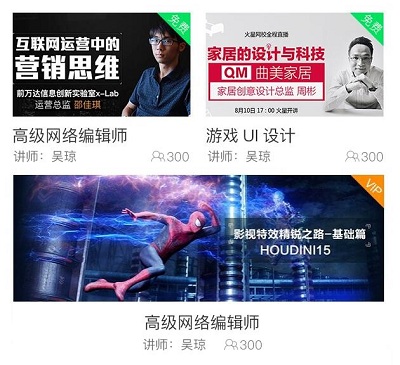 免费
互联网运营中的
营销思维
前万达信息创新实验室x-Lab
运营总监 邵佳琪
高级网络编辑师
讲师：吴琼 300
免费
火星网校全程直播
家居的设计与科技
QM 曲美家居
家居创意设计总监 周彬
8月10日 17：00 火星开讲
游戏 UI 设计
讲师：吴琼 300
VIP
影视特效精锐之路-基础篇
HOUDINI15
高级网络编辑师
讲师：吴琼 300